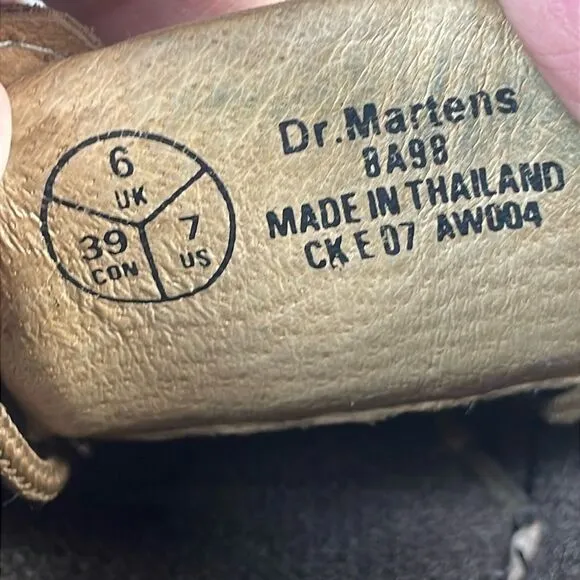 6
UK
39
CON
7
US
Dr.Martens
8A98
MADE IN THAILAND
CK E 07 AW004